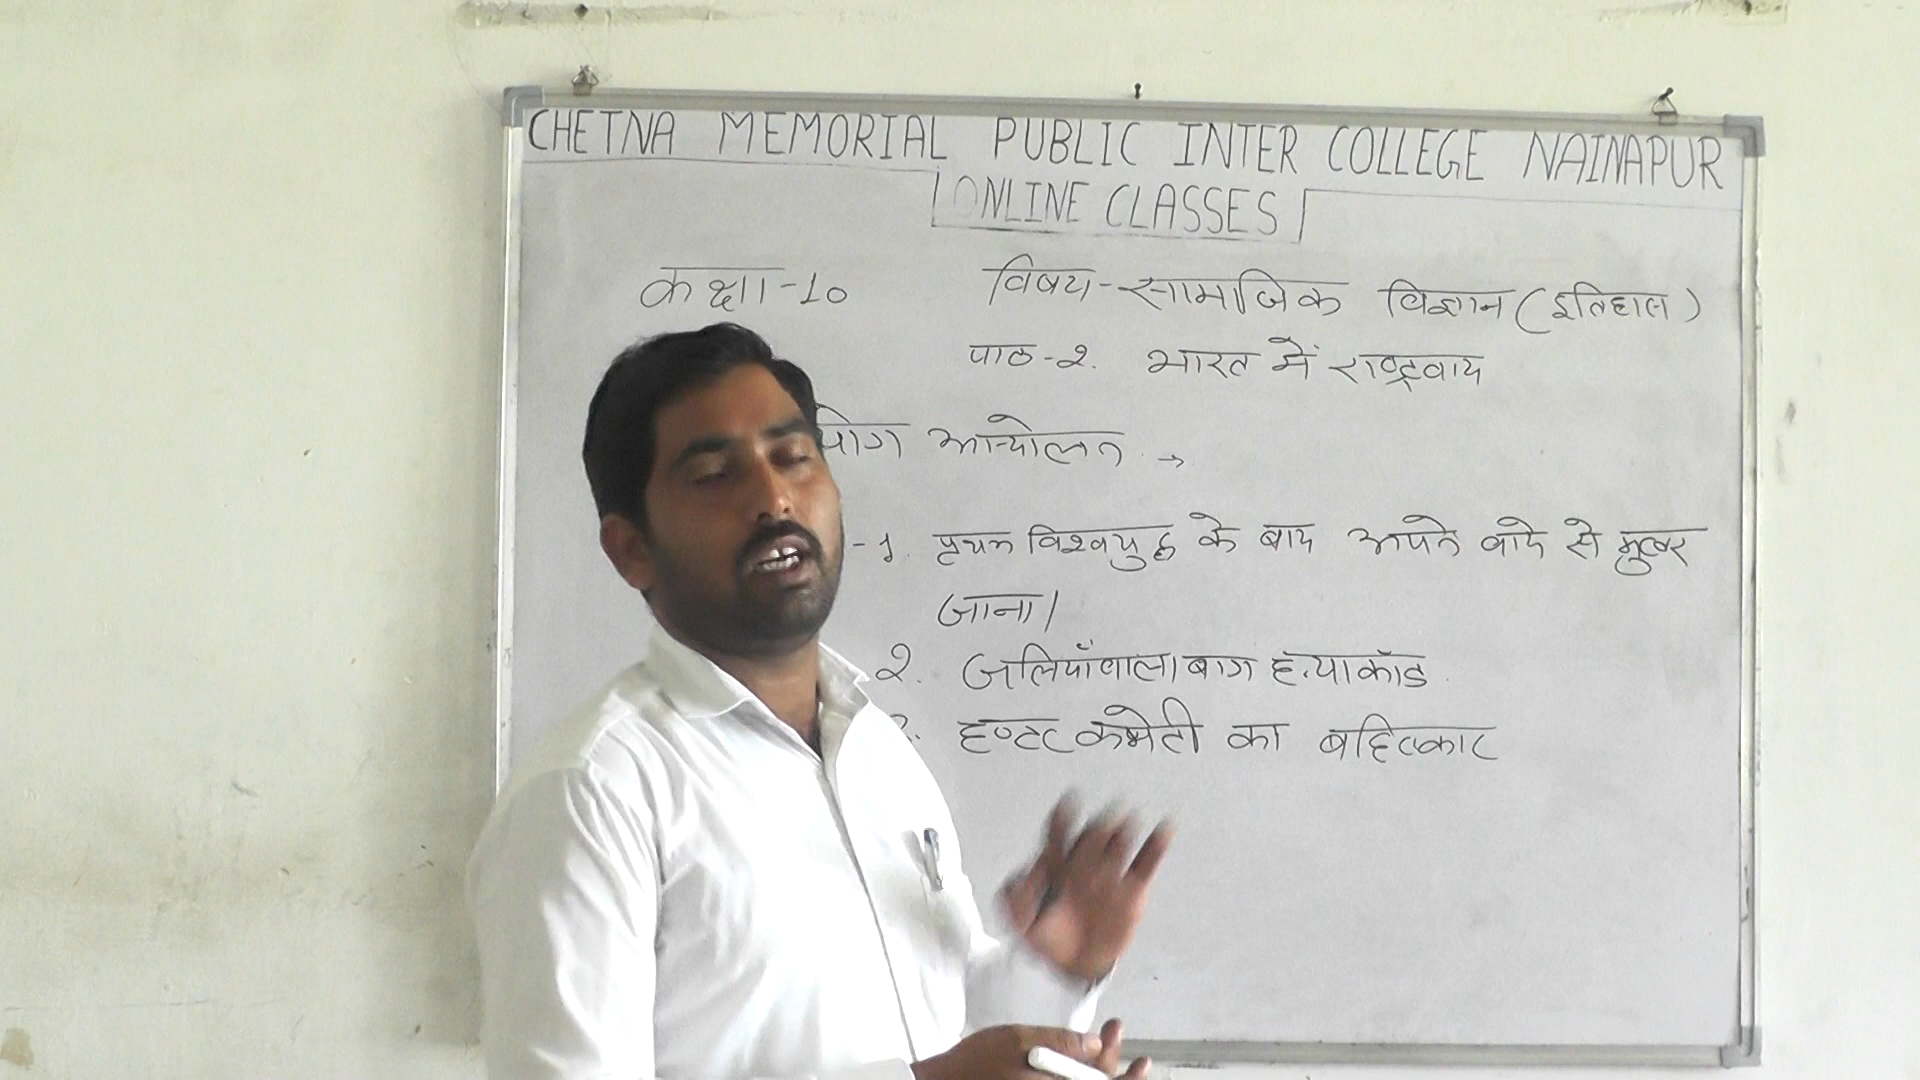 CHETNA MEMORIAL PUBLIC INTER COLLEGE NAINAPUR
ONLINE CLASSES
कक्षा-10 विषय-सामाजिक विज्ञान (इतिहास)
पाठ-2. भारत में राष्ट्रवाद
योग आन्दोलन →
-1. प्रथम विश्वयुद्ध के बाद अपने वादे से मुकर
जाना।
2. जलियाँवाला बाग हत्याकाँड
हण्टर कमेटी का बहिष्कार